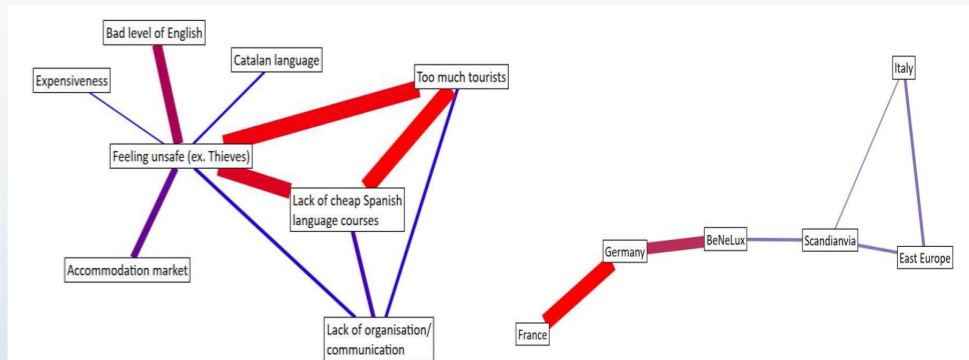 Bad level of English
Catalan language
Expensiveness
Too much tourists
Feeling unsafe (ex. Thieves)
Lack of cheap Spanish
language courses
Accommodation market
Lack of organisation/
communication
Italy
BeNeLux
Scandianvia
Germany
East Europe
France